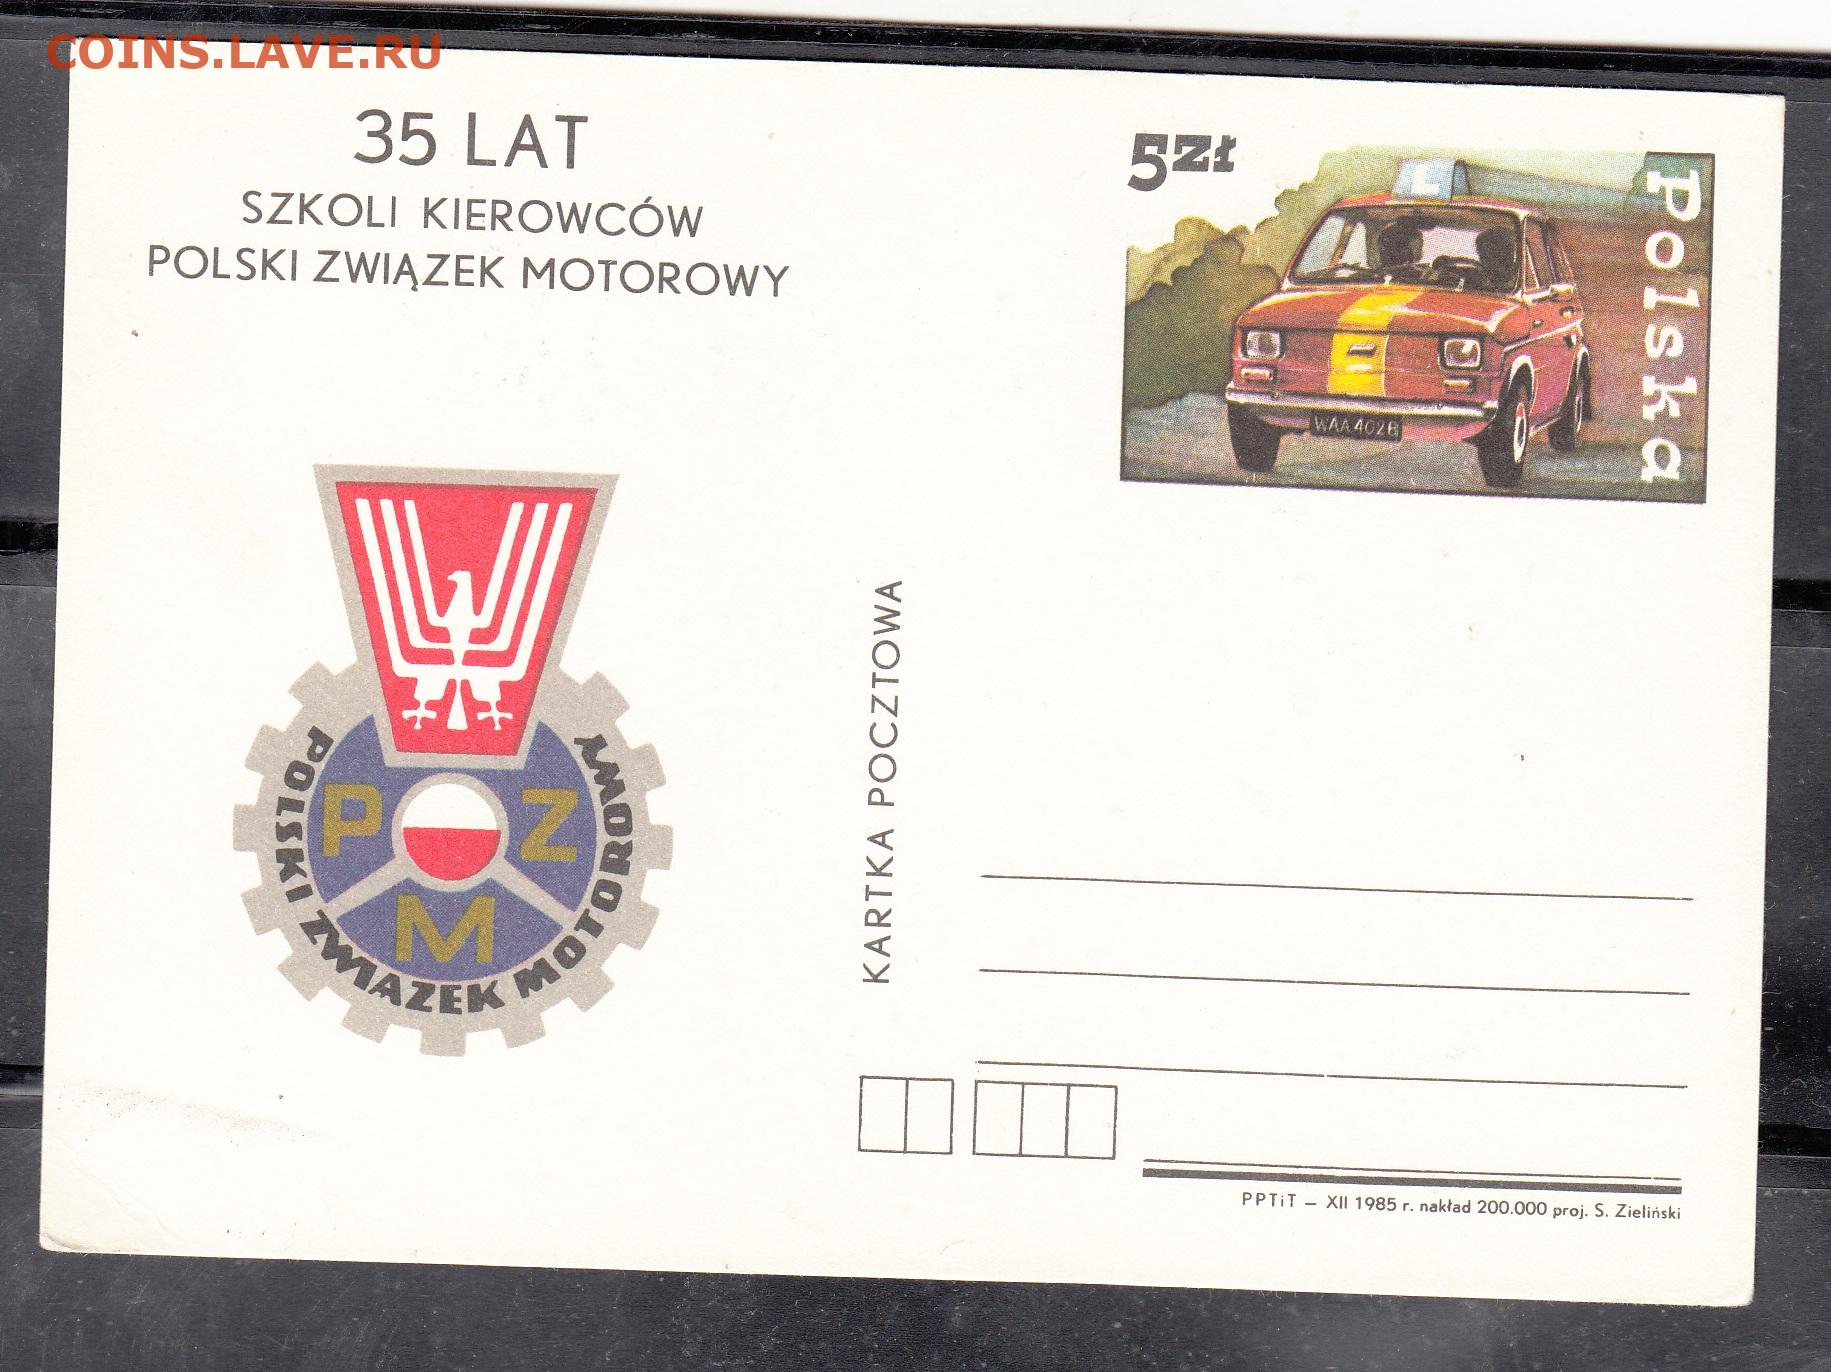 COINS.LAVE.RU
35 LAT
SZKOLI KIEROWCÓW
POLSKI ZWIĄZEK MOTOROWY
5zł
Polska
L
WAA 402B
P Z
M
POLSKI ZWIAZEK MOTOROWY
KARTKA POCZTOWA
PPTiT – XII 1985 r. nakład 200.000 proj. S. Zieliński